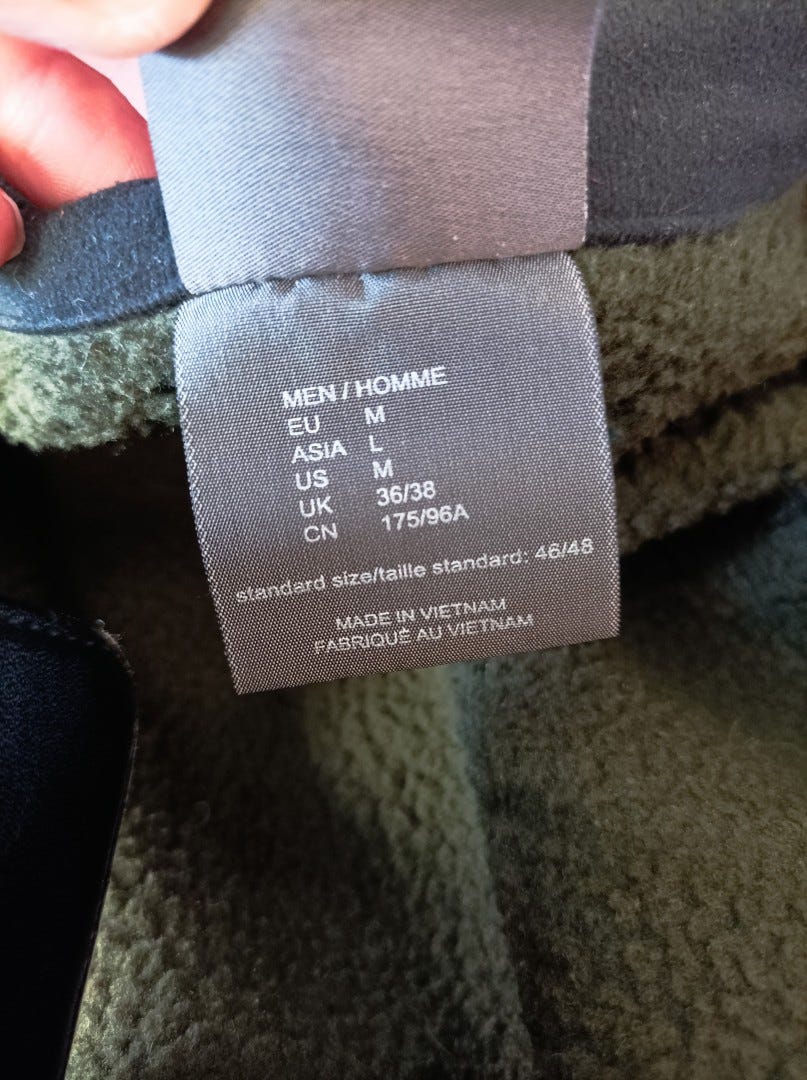 MEN / HOMME
EU M
ASIA L
US M
UK 36/38
CN 175/96A
standard size/taille standard: 46/48
MADE IN VIETNAM
FABRIQUÉ AU VIETNAM